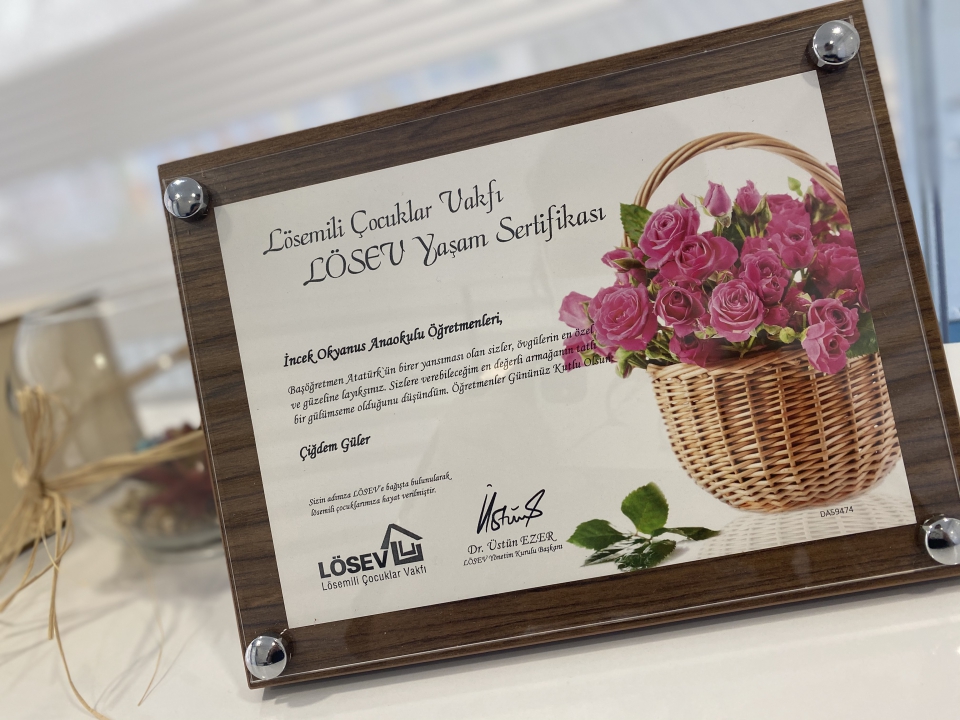 Lösemili Çocuklar Vakfı
LÖSEV Yaşam Sertifikası
İncek Okyanus Anaokulu Öğretmenleri,
Başöğretmen Atatürk'ün birer yansıması olan sizler, övgülerin en özel
ve güzeline layıksınız. Sizlere verebileceğim en değerli armağanın tatlı
bir gülümseme olduğunu düşündüm. Öğretmenler Gününüz Kutlu Olsun.
Çiğdem Güler
Sizin adınıza LÖSEV'e bağışta bulunularak
lösemili çocuklarımıza hayat verilmiştir.
LÖSEV
Lösemili Çocuklar Vakfı
Dr. Üstün EZER
LÖSEV Yönetim Kurulu Başkanı
DA59474